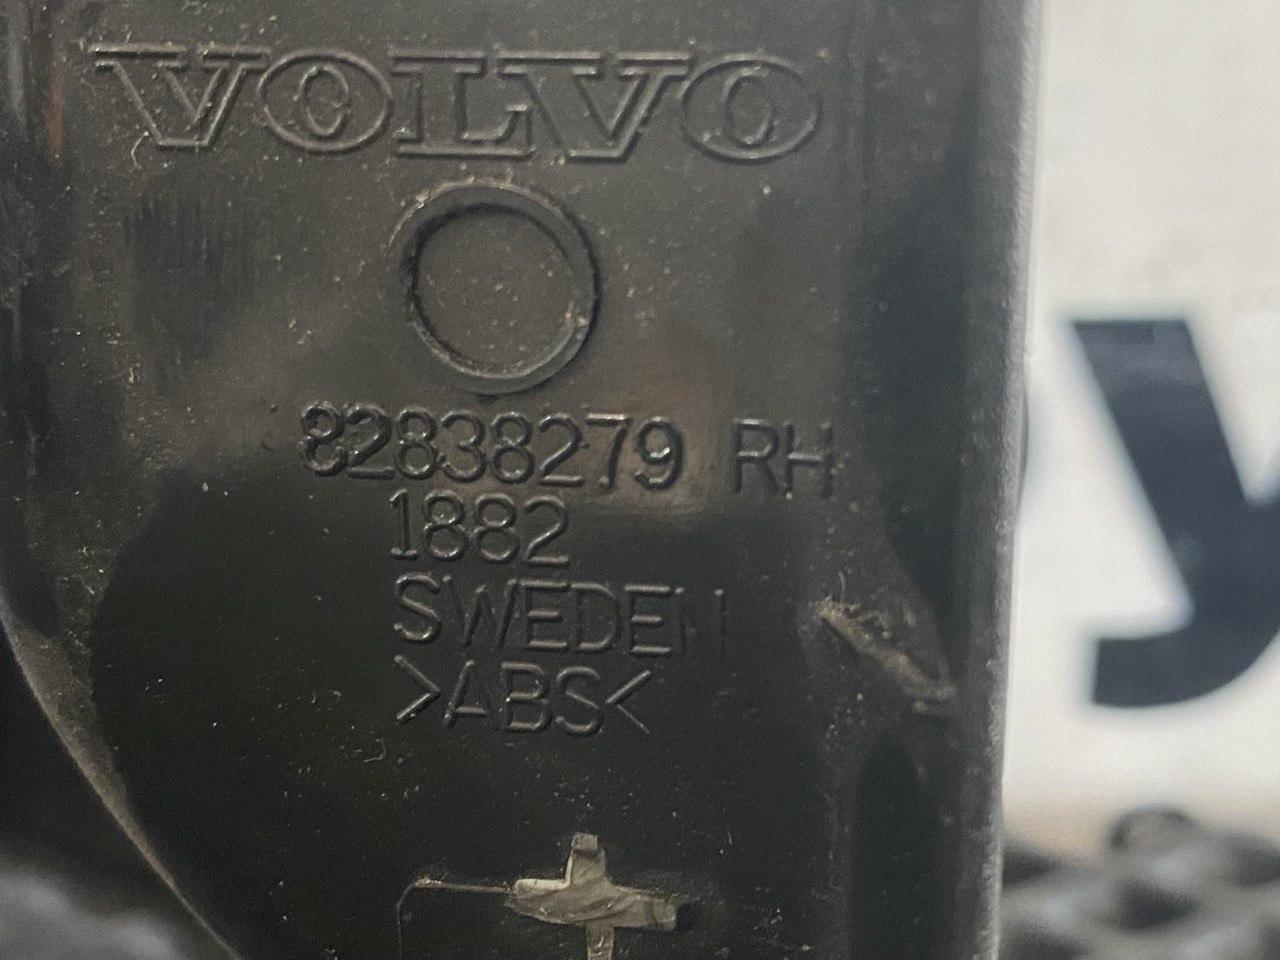 VOLVO
82838279 RH
1882
SWEDEN
>ABS<
y